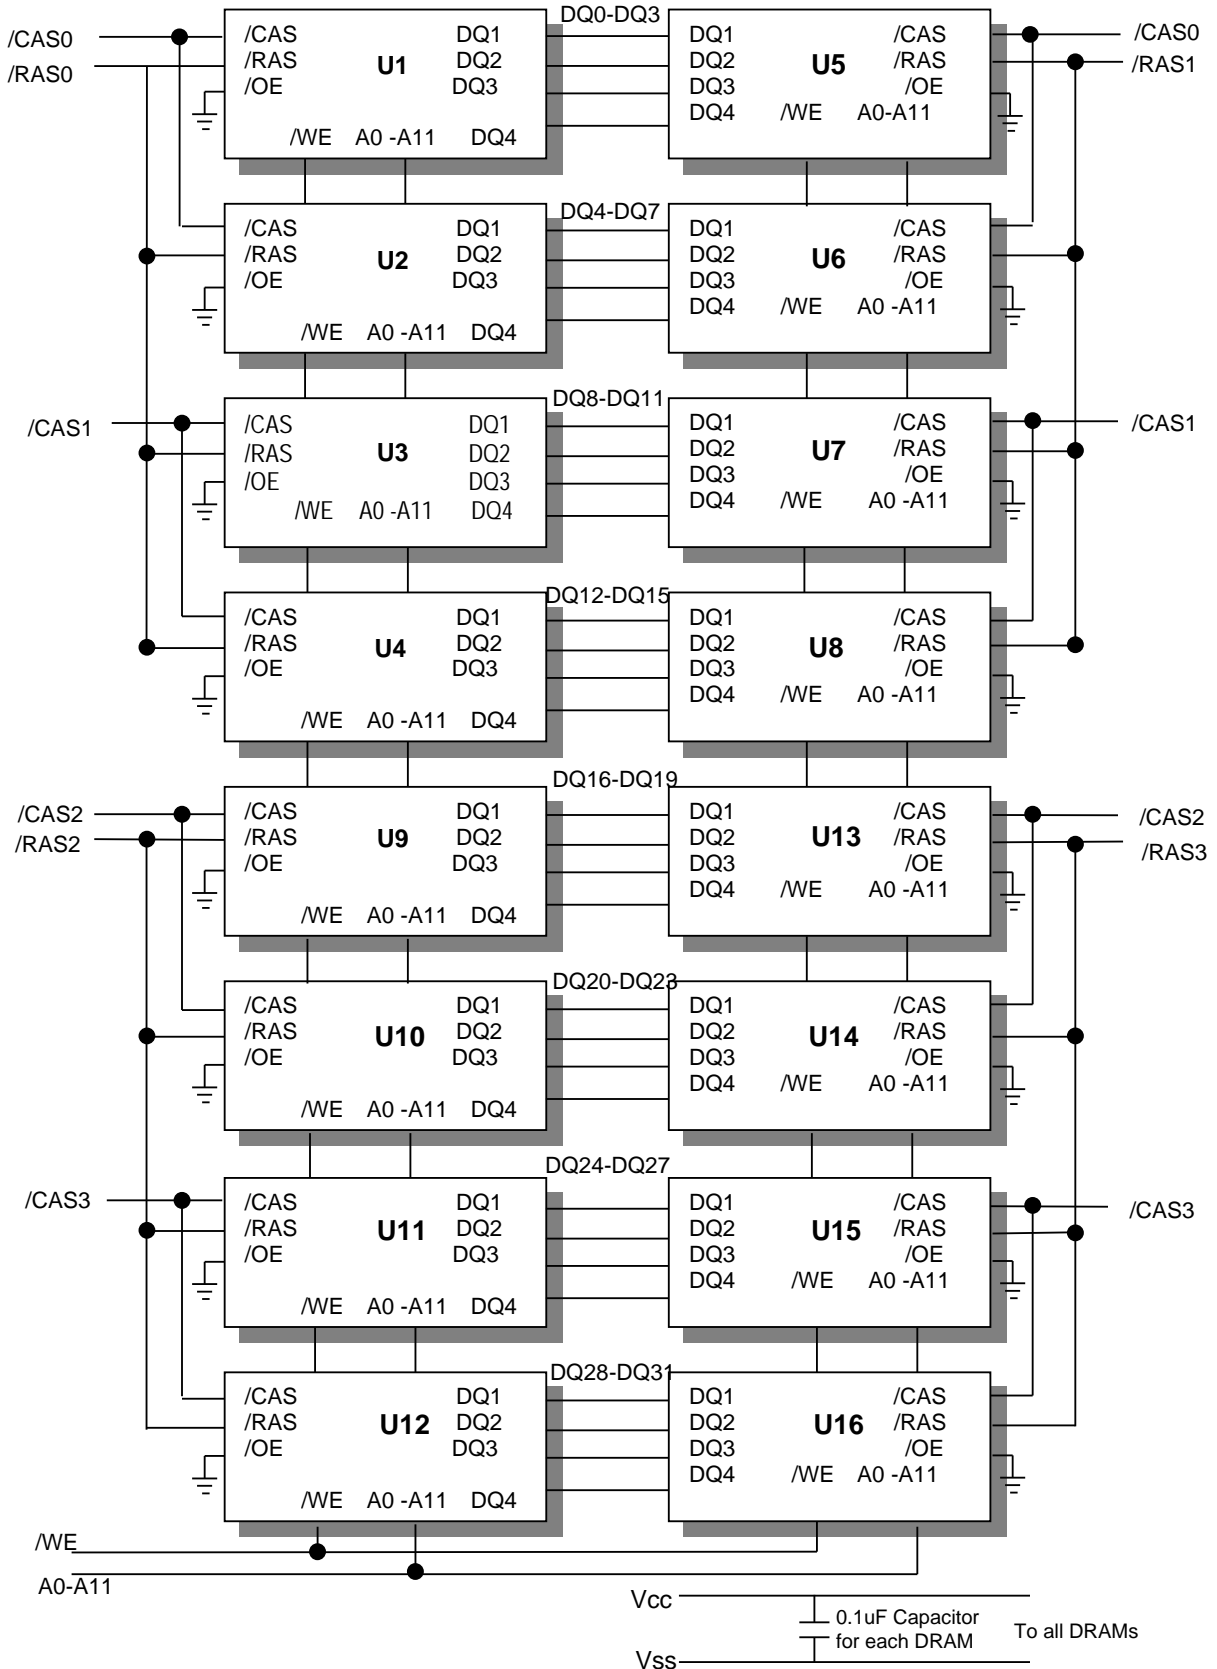 DQ0-DQ3
/CAS0 /CAS DQ1 DQ1 /CAS /CAS0
/RAS0 /RAS U1 DQ2 DQ2 U5 /RAS /RAS1
/OE DQ3 DQ3 /OE
DQ4 /WE A0-A11
/WE A0 -A11 DQ4
DQ4-DQ7
/CAS DQ1 DQ1 /CAS
/RAS U2 DQ2 DQ2 U6 /RAS
/OE DQ3 DQ3 /OE
DQ4 /WE A0 -A11
/WE A0 -A11 DQ4
DQ8-DQ11
/CAS1 /CAS DQ1 DQ1 /CAS /CAS1
/RAS U3 DQ2 DQ2 U7 /RAS
/OE DQ3 DQ3 /OE
/WE A0 -A11 DQ4 DQ4 /WE A0 -A11
DQ12-DQ15
/CAS DQ1 DQ1 /CAS
/RAS U4 DQ2 DQ2 U8 /RAS
/OE DQ3 DQ3 /OE
DQ4 /WE A0 -A11
/WE A0 -A11 DQ4
DQ16-DQ19
/CAS2 /CAS DQ1 DQ1 /CAS /CAS2
/RAS2 /RAS U9 DQ2 DQ2 U13 /RAS /RAS3
/OE DQ3 DQ3 /OE
DQ4 /WE A0 -A11
/WE A0 -A11 DQ4
DQ20-DQ23
/CAS DQ1 DQ1 /CAS
/RAS U10 DQ2 DQ2 U14 /RAS
/OE DQ3 DQ3 /OE
DQ4 /WE A0 -A11
/WE A0 -A11 DQ4
DQ24-DQ27
/CAS3 /CAS DQ1 DQ1 /CAS /CAS3
/RAS U11 DQ2 DQ2 U15 /RAS
/OE DQ3 DQ3 /OE
DQ4 /WE A0 -A11
/WE A0 -A11 DQ4
DQ28-DQ31
/CAS DQ1 DQ1 /CAS
/RAS U12 DQ2 DQ2 U16 /RAS
/OE DQ3 DQ3 /OE
DQ4 /WE A0 -A11
/WE A0 -A11 DQ4
/WE
A0-A11
Vcc
0.1uF Capacitor
for each DRAM
To all DRAMs
Vss